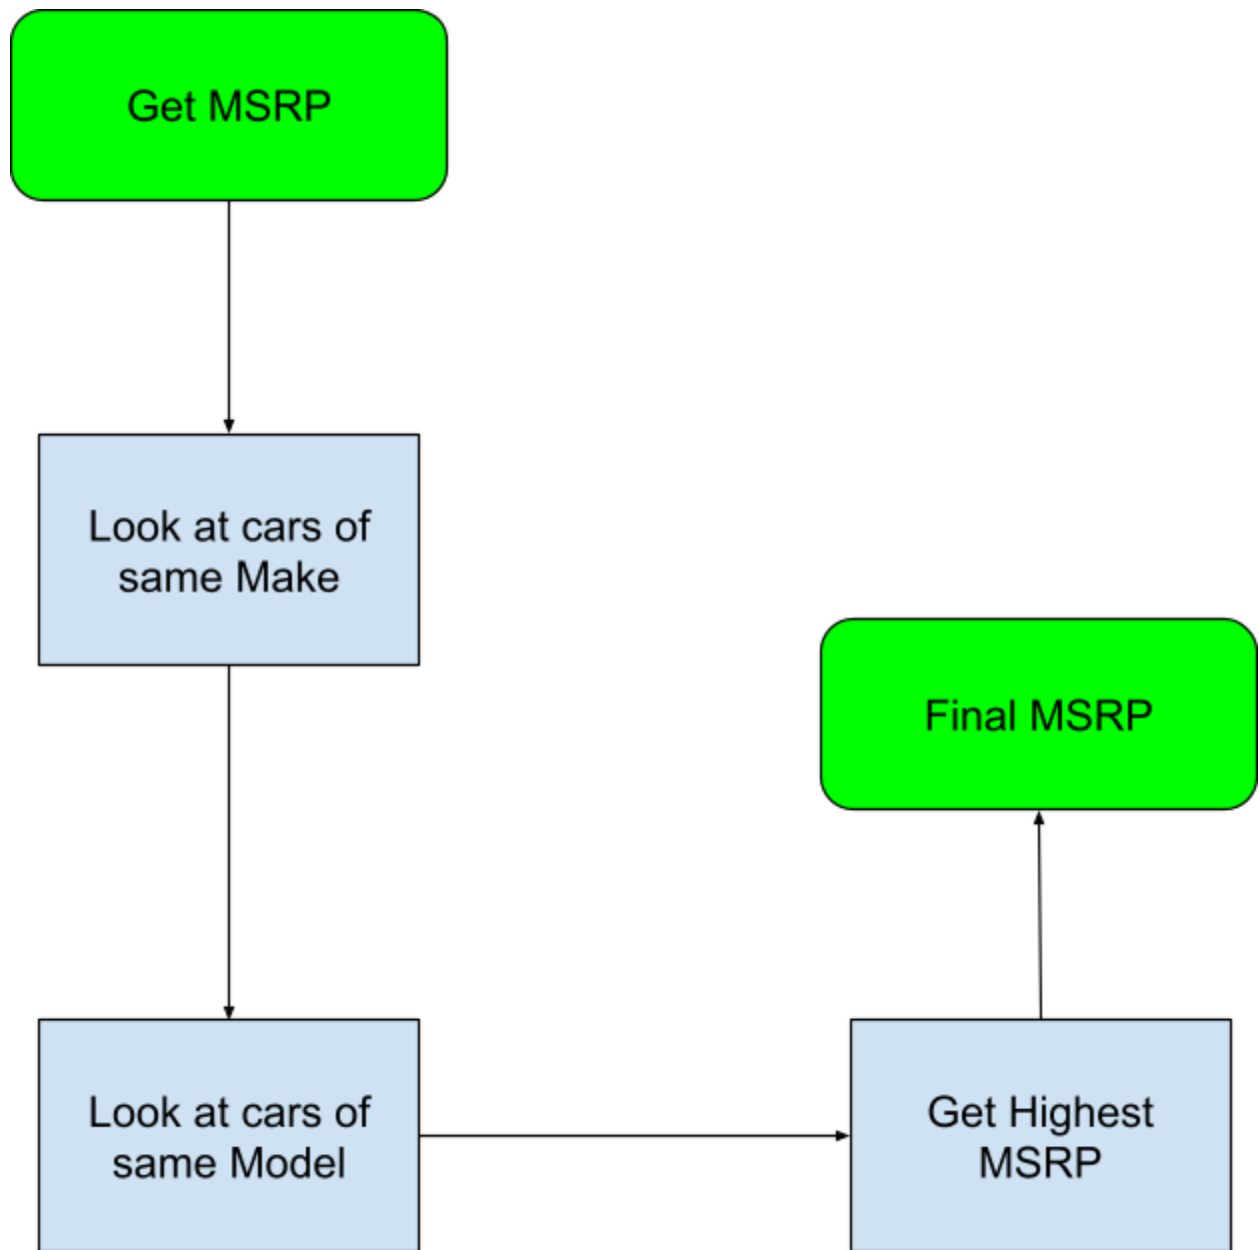 Get MSRP
Look at cars of
same Make
Look at cars of
same Model
Get Highest
MSRP
Final MSRP